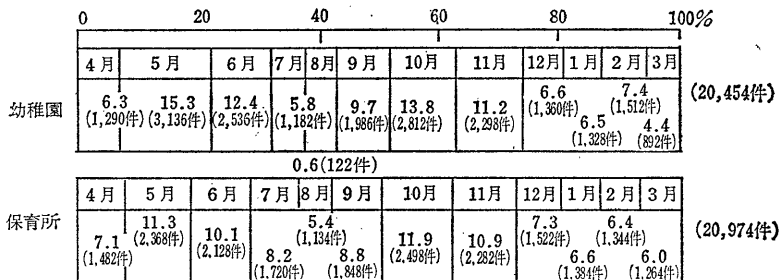 0 20 40 60 80 100%
4月 5月 6月 7月 8月 9月 10月 11月 12月 1月 2月 3月
幼稚園 6.3 15.3 12.4 5.8 9.7 13.8 11.2 6.6 7.4 (20,454件)
(1,290件) (3,136件) (2,536件) (1,182件) (1,986件) (2,812件) (2,298件) (1,360件) (1,512件)
6.5 4.4
(1,328件) (892件)
0.6(122件)
4月 5月 6月 7月 8月 9月 10月 11月 12月 1月 2月 3月
保育所 11.3 5.4 7.3 6.4 (20,974件)
7.1 (2,368件) 10.1 (1,134件) 11.9 10.9 (1,522件) (1,344件)
(1,482件) (2,128件) 8.2 8.8 (2,498件) (2,282件) 6.6 6.0
(1,720件) (1,848件) (1,384件) (1,264件)